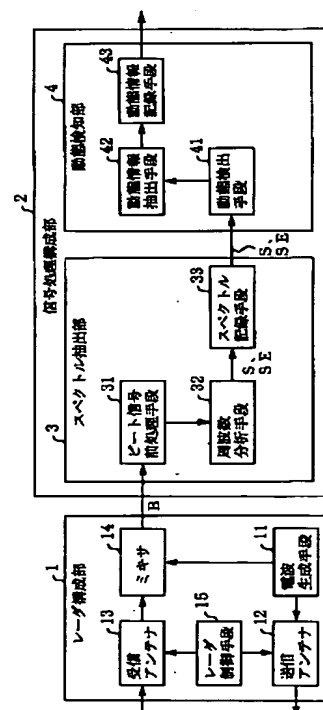 1
レーダ構成部
13
受信
アンテナ
14
ミキサ
15
レーダ
制御手段
12
送信
アンテナ
11
電波
生成手段
B
2
信号処理構成部
3
スペクトル抽出部
31
ビート信号
前処理手段
32
周波数
分析手段
S、
SE
33
スペクトル
記録手段
S、
SE
4
動態検知部
41
動態検出
手段
42
動態情報
抽出手段
43
動態情報
記録手段